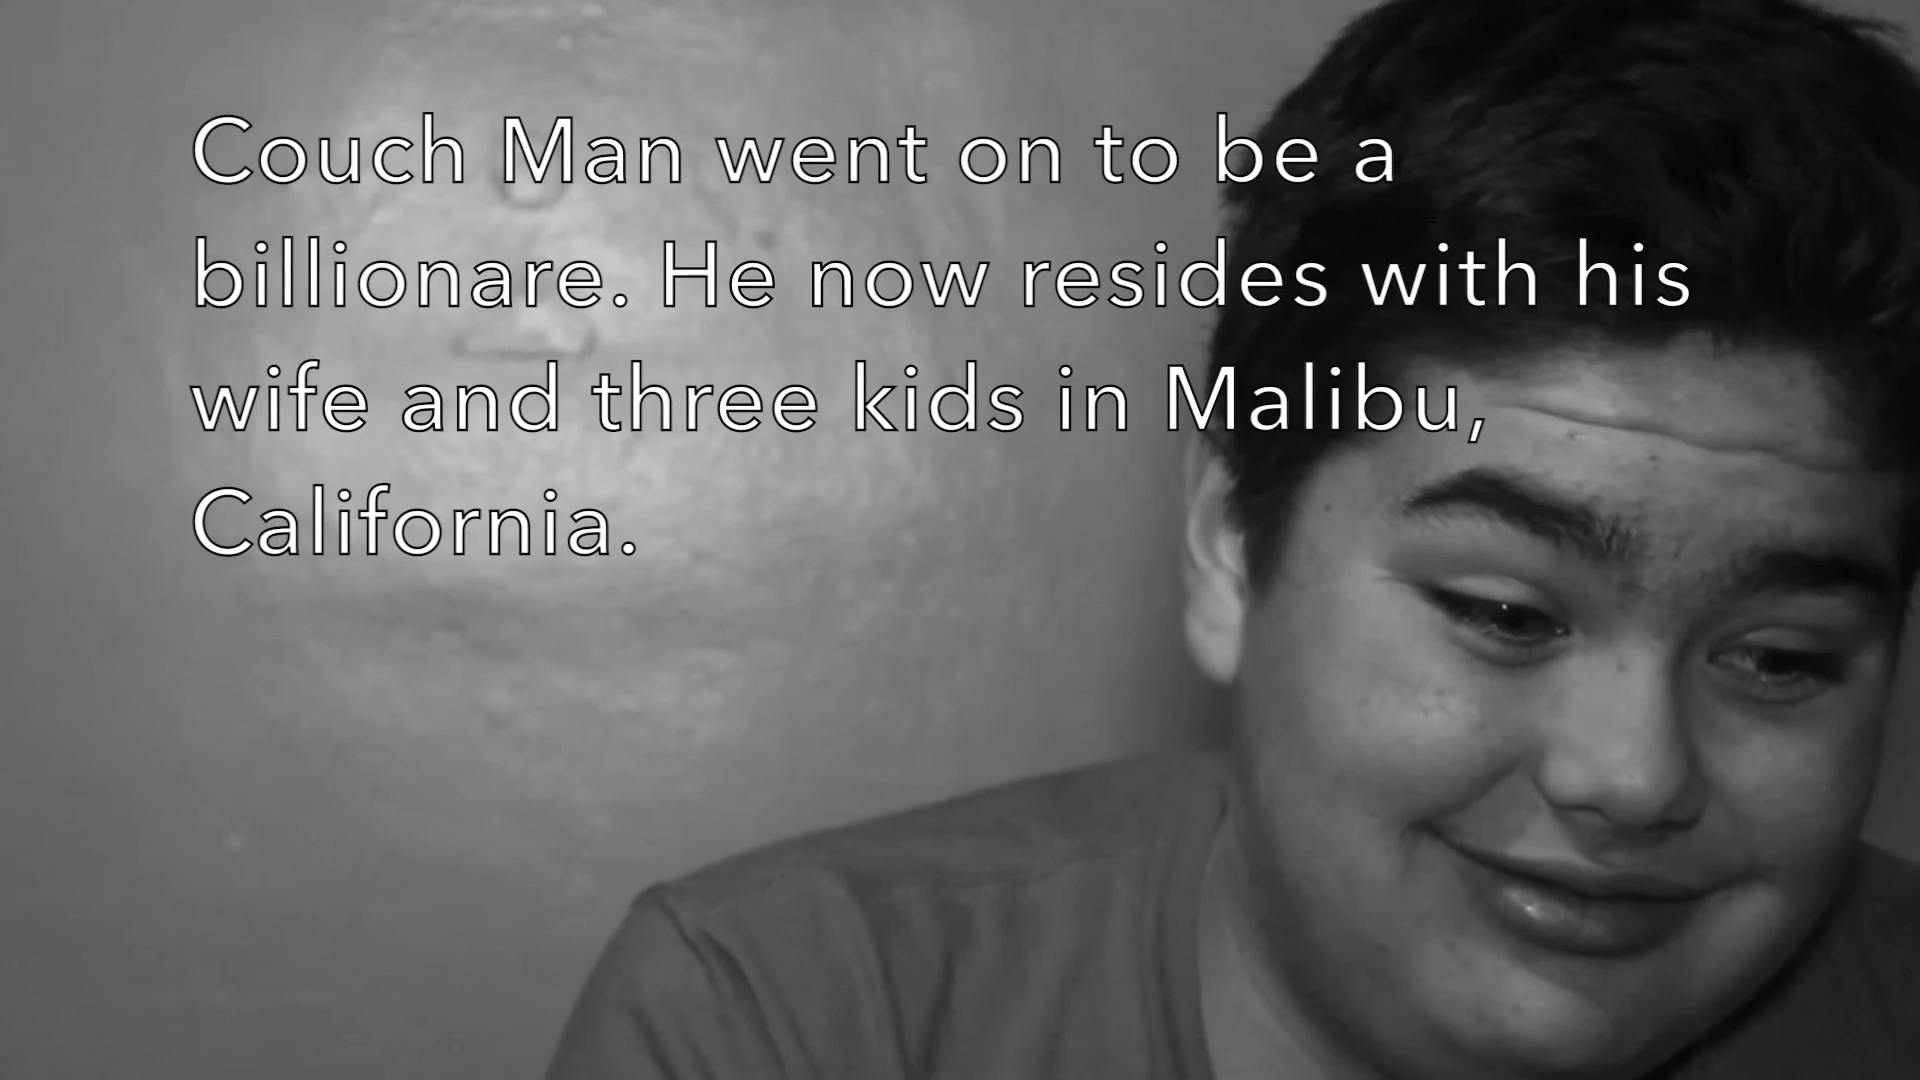 Couch Man went on to be a
billionare. He now resides with his
wife and three kids in Malibu,
California.